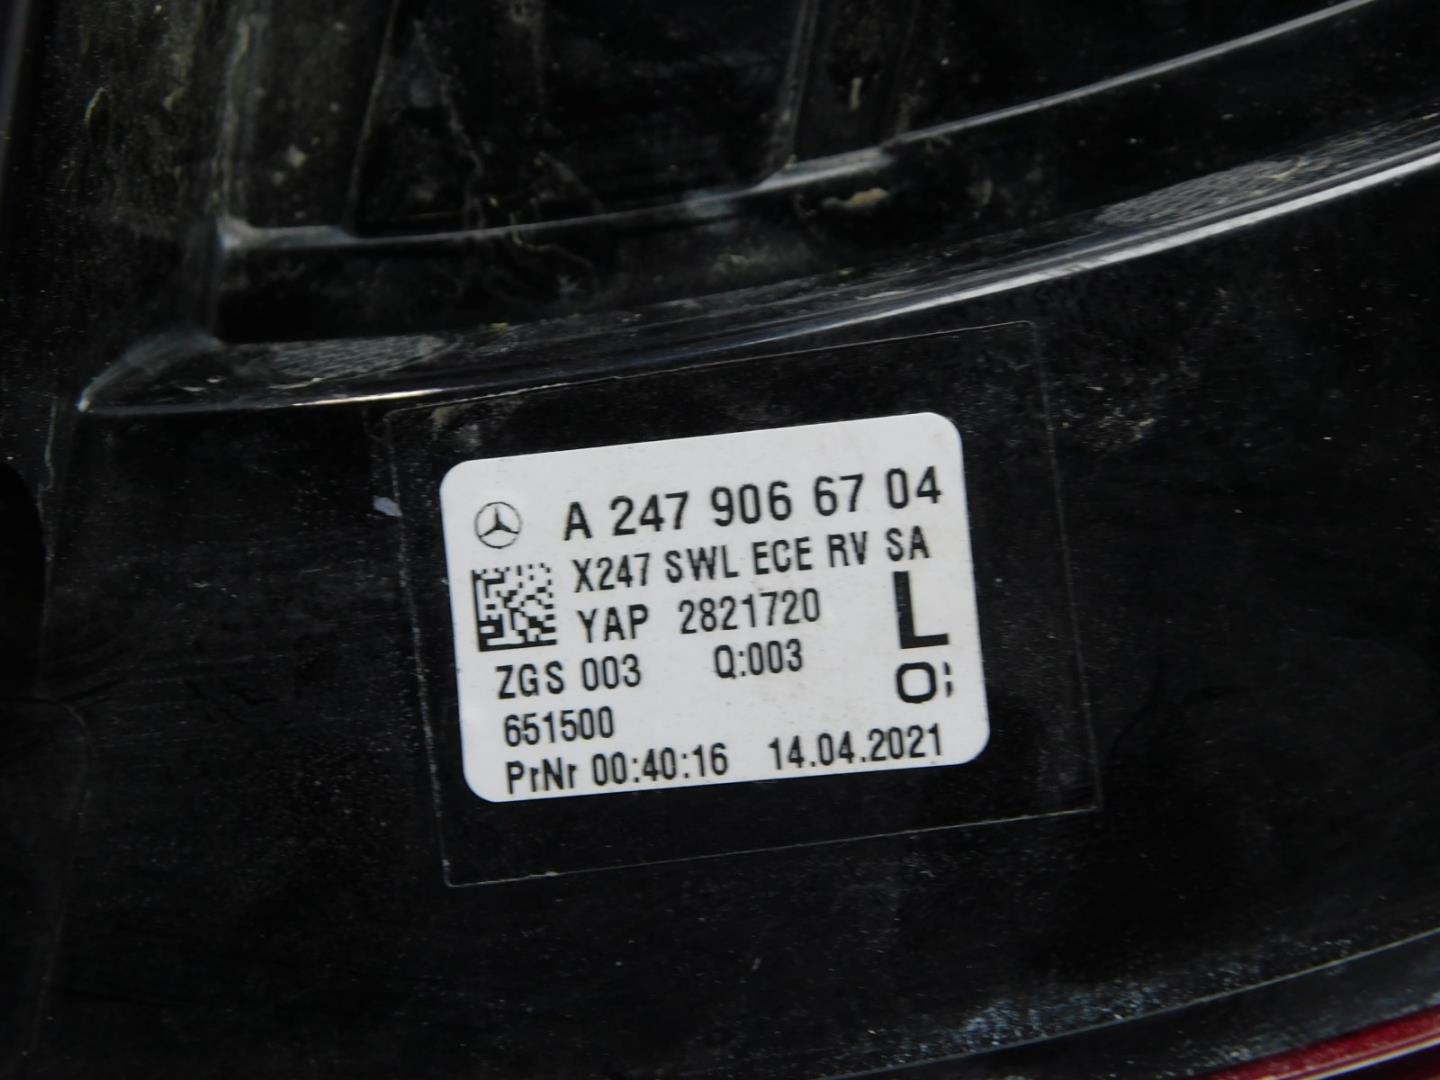 A 247 906 67 04
X247 SWL ECE RV SA
YAP 2821720
L
ZGS 003 Q:003
O;
651500
PrNr 00:40:16 14.04.2021